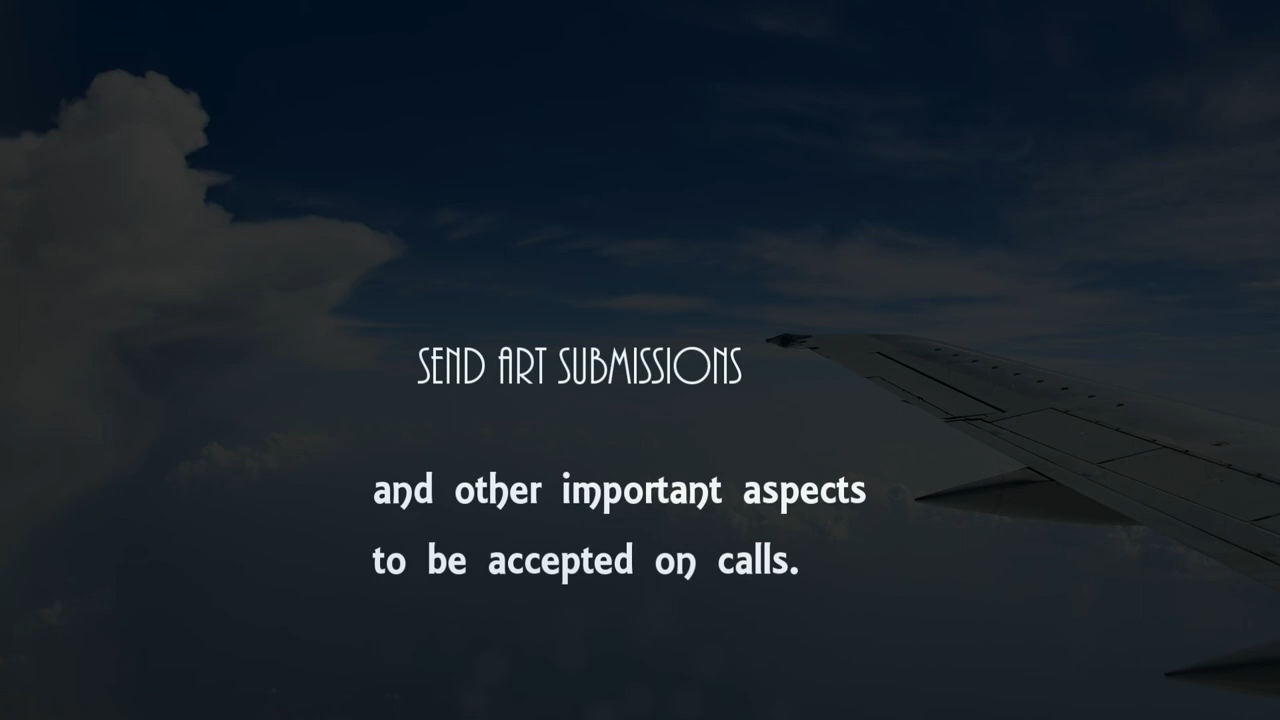 SEND ART SUBMISSIONS
and other important aspects
to be accepted on calls.